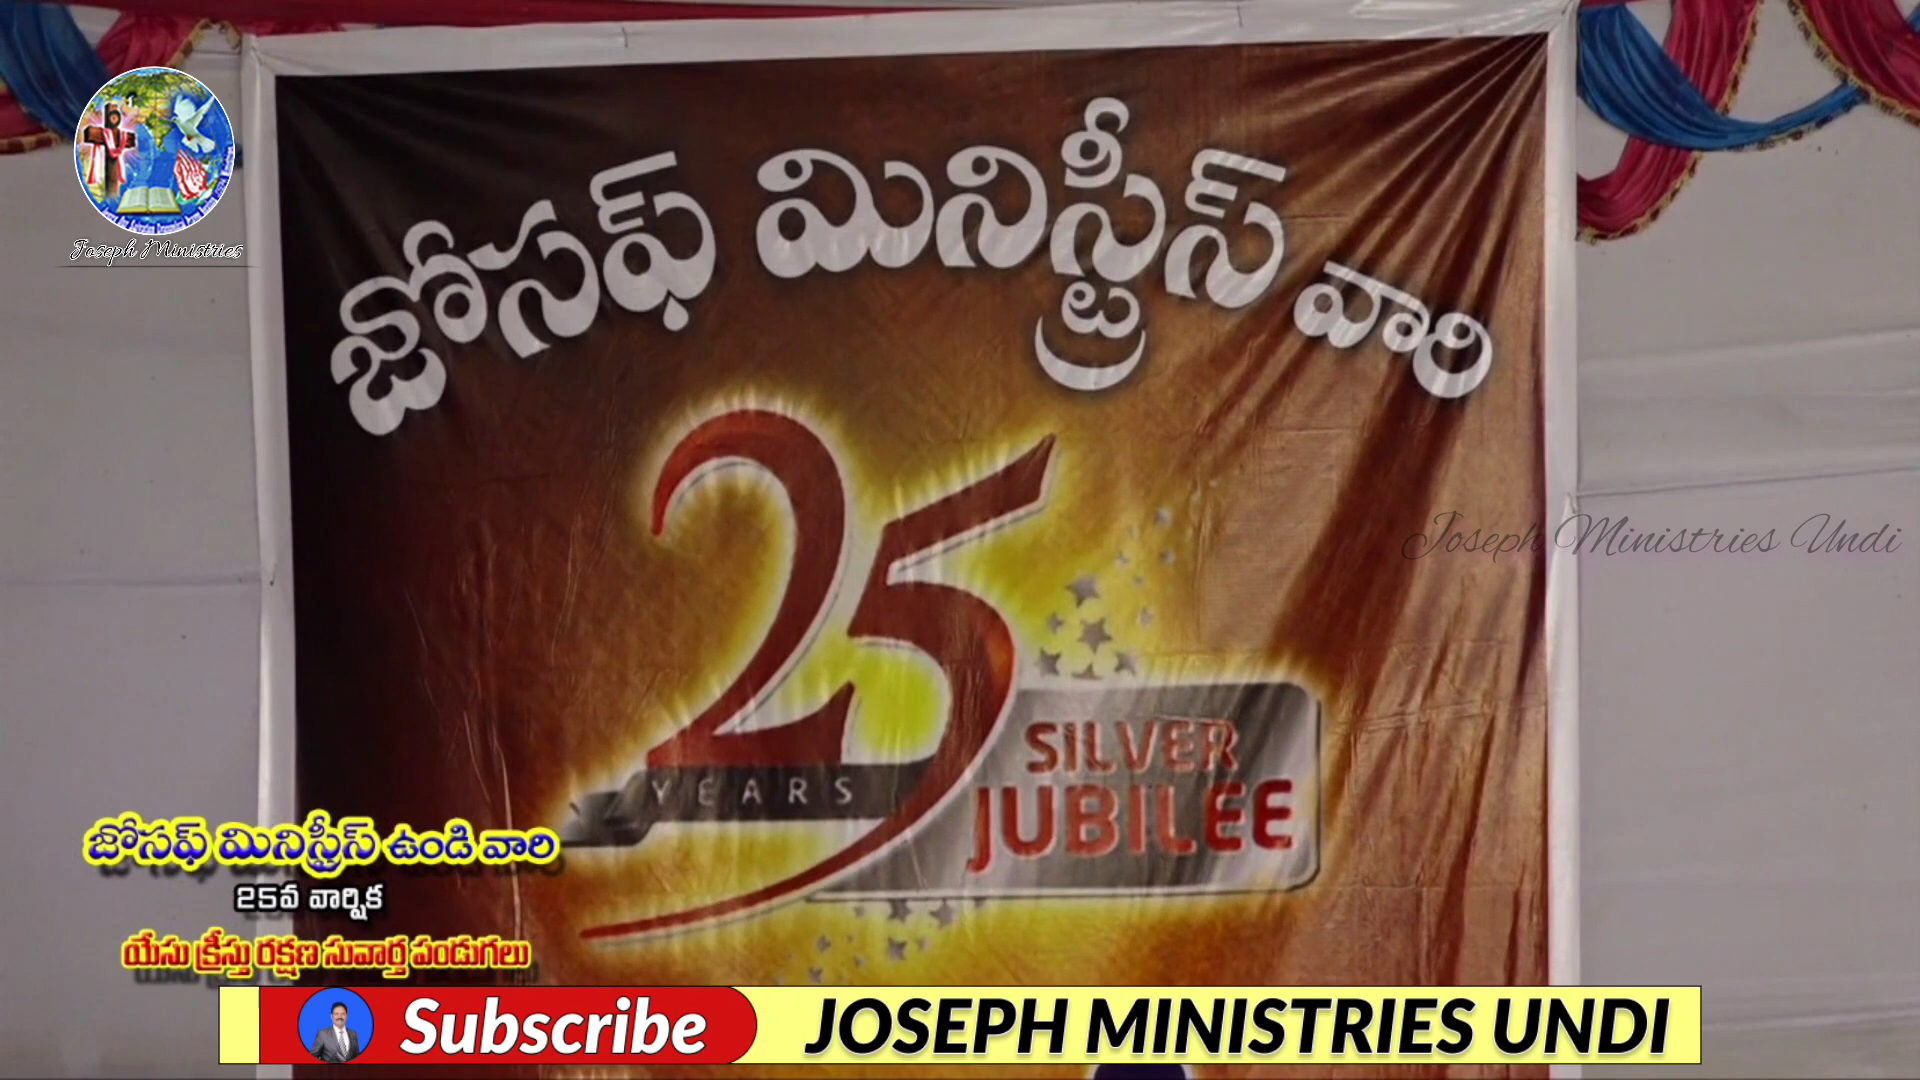 Joseph Ministries
జోసఫ్ మినిస్ట్రీస్ వారి
25
YEARS
SILVER
JUBILEE
Joseph Ministries Undi
జోసఫ్ మినిస్ట్రీస్ ఉండి వారి
25వ వార్షిక
యేసు క్రీస్తు రక్షణ సువార్త పండుగలు
Subscribe
JOSEPH MINISTRIES UNDI